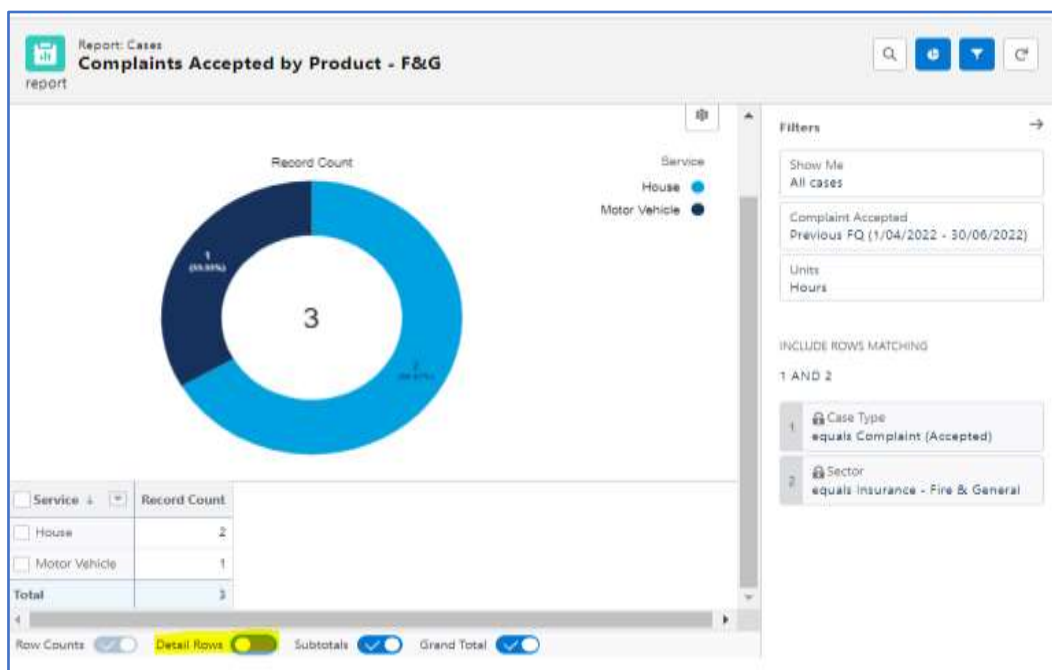 Report: Cases
Complaints Accepted by Product - F&G
report
Record Count
Service
House
Motor Vehicle
1
3
Filters
Show Me
All cases
Complaint Accepted
Previous FQ (1/04/2022 - 30/06/2022)
Units
Hours
INCLUDE ROWS MATCHING
1 AND 2
1
Case Type
equals Complaint (Accepted)
2
Sector
equals Insurance - Fire & General
Service ↓
Record Count
House
2
Motor Vehicle
1
Total
3
Row Counts
Detail Rows
Subtotals
Grand Total